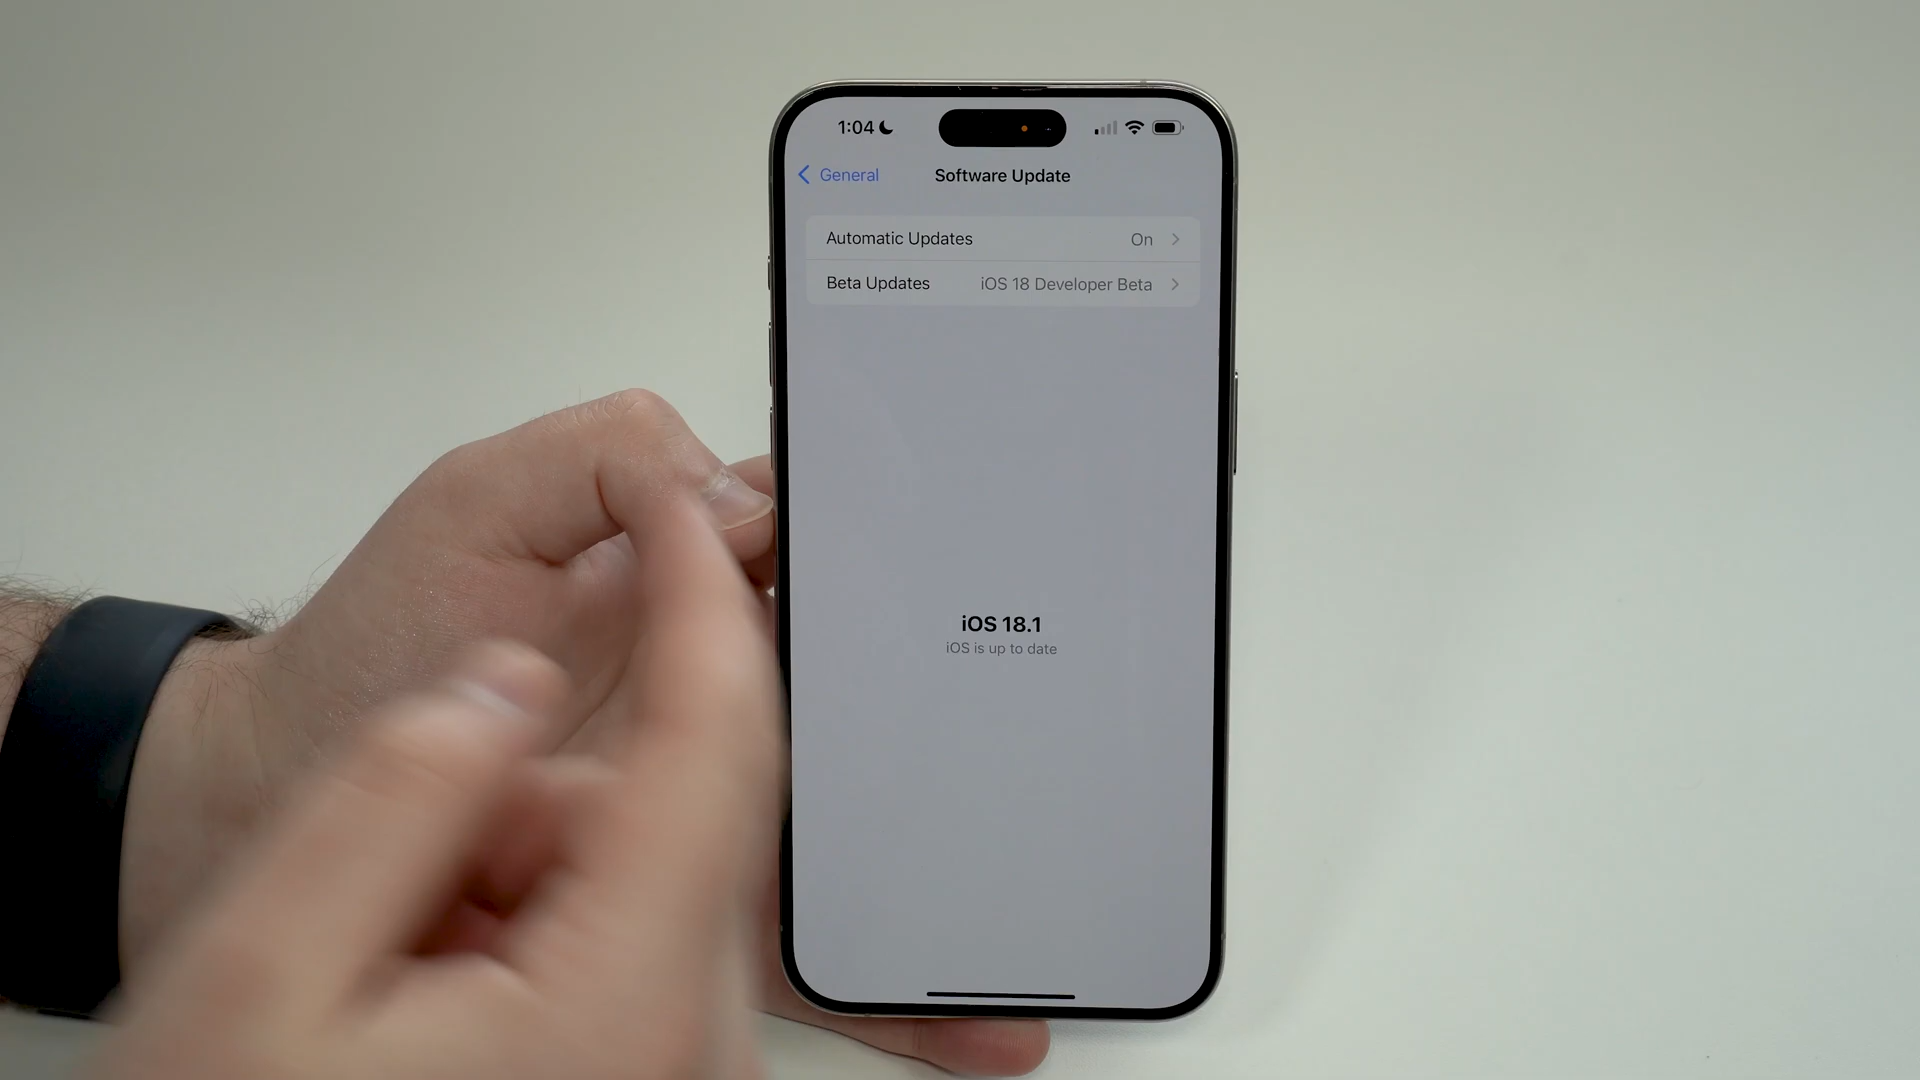 1:04
General
Software Update
Automatic Updates On
Beta Updates iOS 18 Developer Beta
iOS 18.1
iOS is up to date